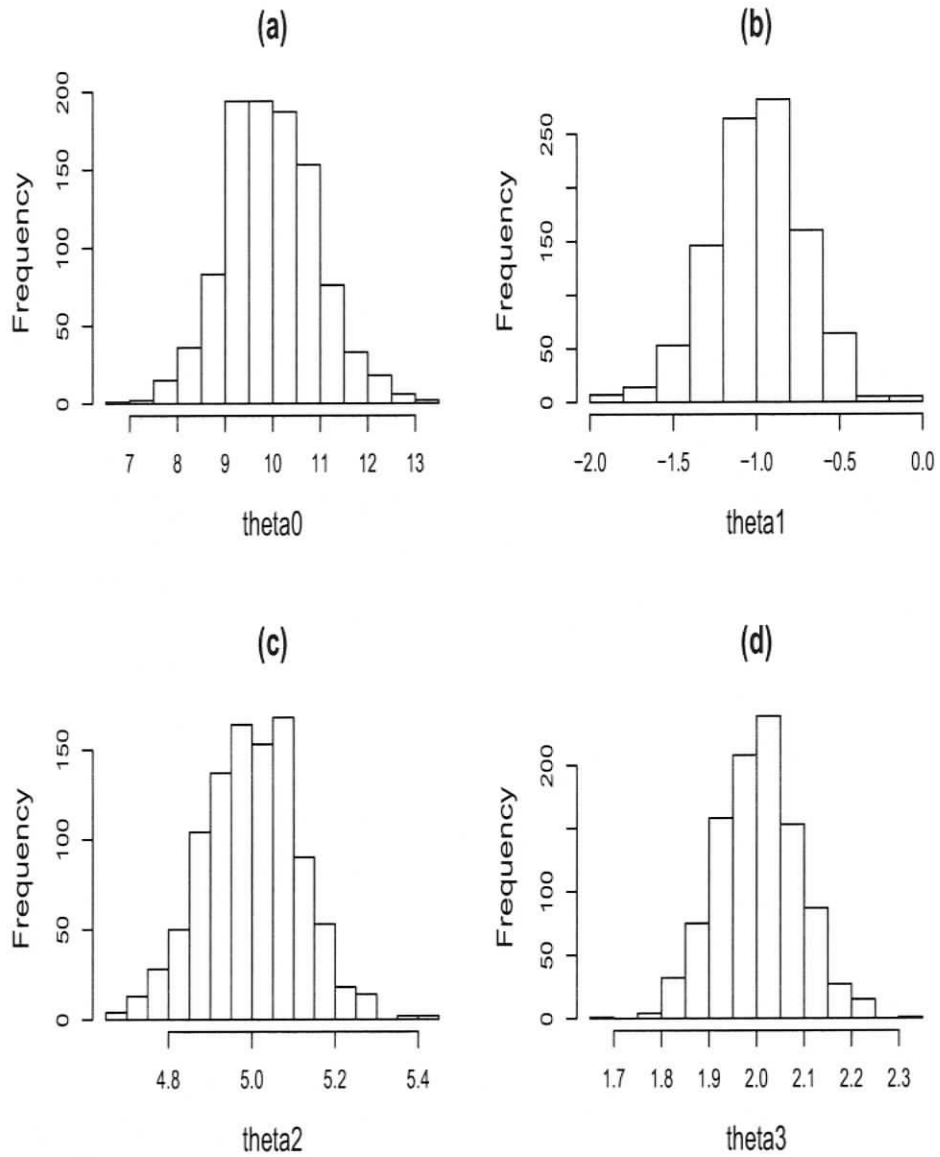 (a)
Frequency
200
150
100
50
0
7 8 9 10 11 12 13
theta0
(b)
Frequency
250
150
50
0
−2.0 −1.5 −1.0 −0.5 0.0
theta1
(c)
Frequency
150
100
50
0
4.8 5.0 5.2 5.4
theta2
(d)
Frequency
200
100
50
0
1.7 1.8 1.9 2.0 2.1 2.2 2.3
theta3